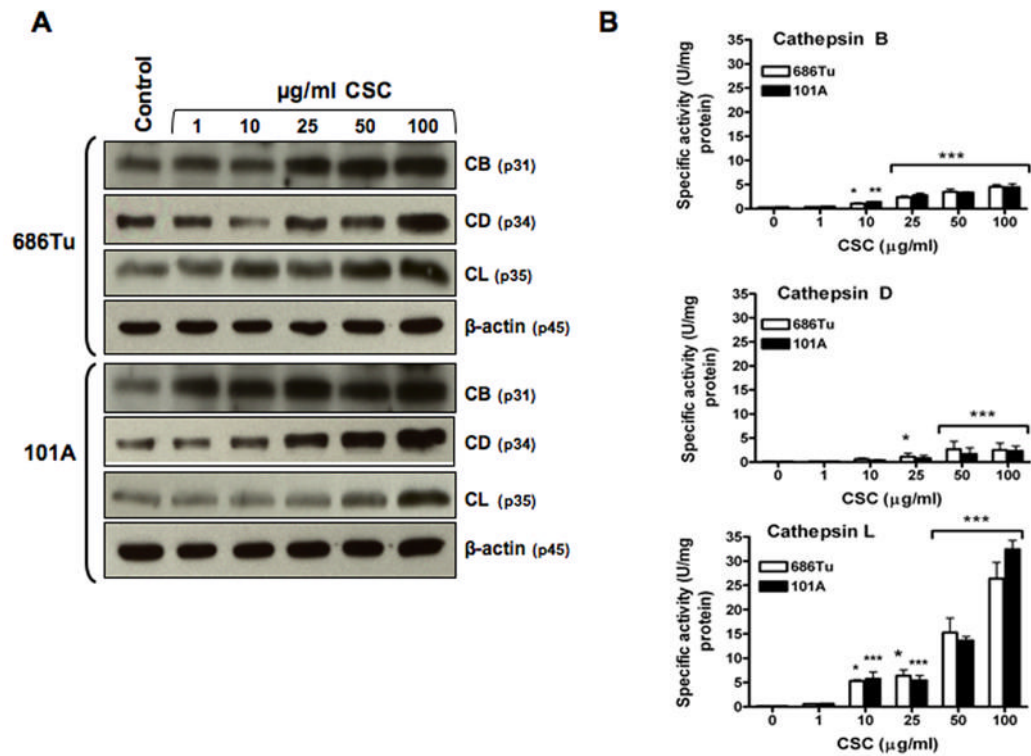 A
Control
µg/ml CSC
1 10 25 50 100
686Tu
CB (p31)
CD (p34)
CL (p35)
β-actin (p45)
101A
CB (p31)
CD (p34)
CL (p35)
β-actin (p45)
B
Cathepsin B
686Tu
101A
Specific activity (U/mg
protein)
35
30
25
20
15
10
5
0
* ** ***
0 1 10 25 50 100
CSC (µg/ml)
Cathepsin D
686Tu
101A
Specific activity (U/mg
protein)
35
30
25
20
15
10
5
0
* ***
0 1 10 25 50 100
CSC (µg/ml)
Cathepsin L
686Tu
101A
Specific activity (U/mg
protein)
35
30
25
20
15
10
5
0
* *** * *** ***
0 1 10 25 50 100
CSC (µg/ml)